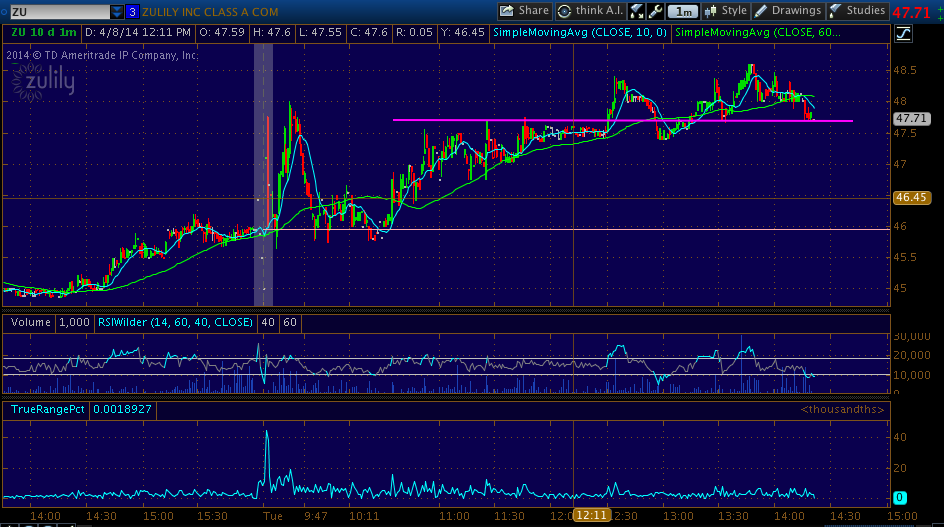 ZU 3 ZULILY INC CLASS A COM Share think A.I. 1m Style Drawings Studies 47.71
ZU 10 d 1m D: 4/8/14 12:11 PM O: 47.59 H: 47.6 L: 47.55 C: 47.6 R: 0.05 Y: 46.45 SimpleMovingAvg (CLOSE, 10, 0) SimpleMovingAvg (CLOSE, 60...
2014 © TD Ameritrade IP Company, Inc.
zulily
48.5
48
47.71
47.5
47
46.45
46
45.5
45
Volume 1,000 RSIWilder (14, 60, 40, CLOSE) 40 60
30,000
20,000
10,000
0
TrueRangePct 0.0018927 <thousandths>
40
20
0
14:00 14:30 15:00 15:30 Tue 9:47 10:11 11:00 11:30 12:0 12:11 12:30 13:00 13:30 14:00 14:30 15:00